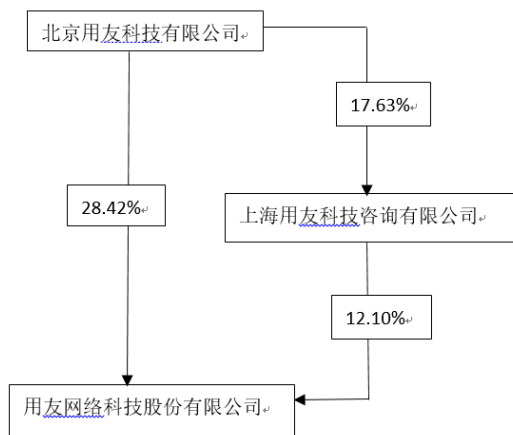 北京用友科技有限公司
17.63%
28.42%
上海用友科技咨询有限公司
12.10%
用友网络科技股份有限公司